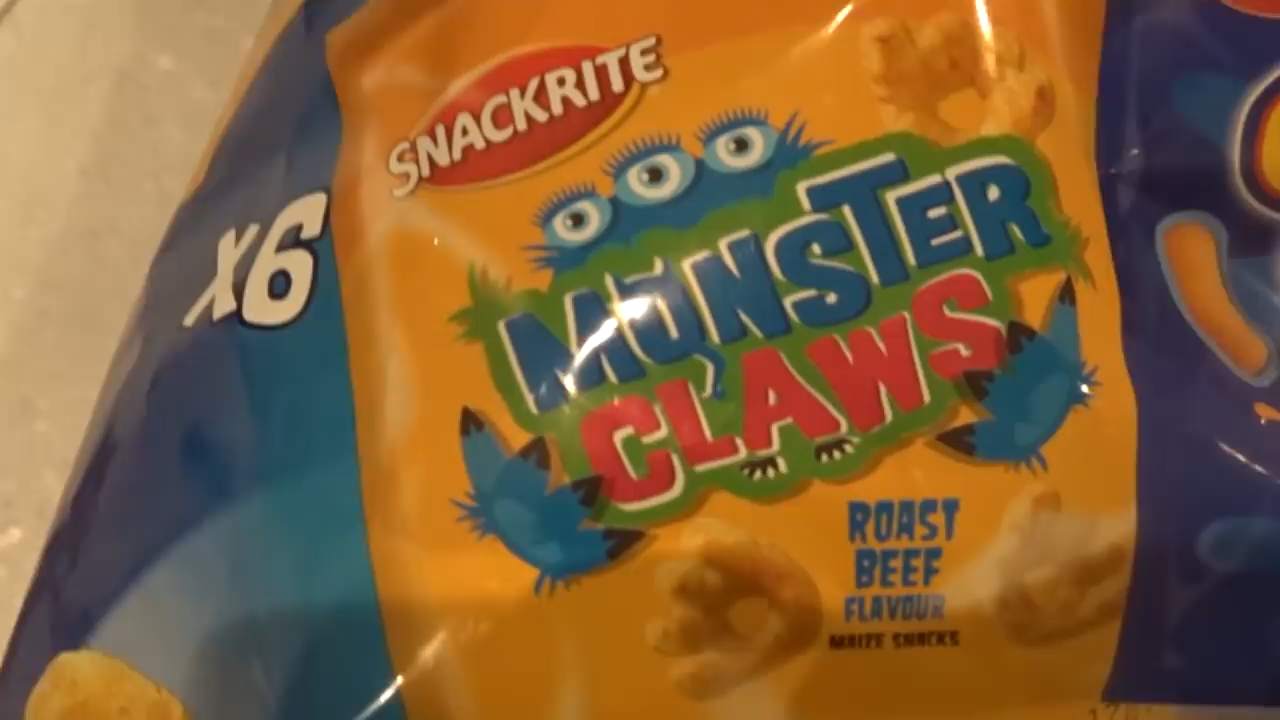 SNACKRITE
X6
MONSTER
CLAWS
ROAST
BEEF
FLAVOUR
MAIZE SNACKS